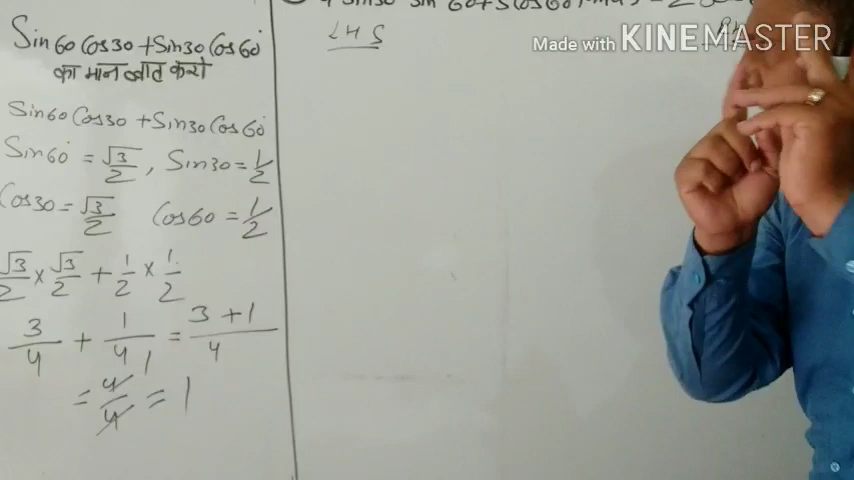 Sin60 Cos30 + Sin30 Cos60°
का मान ज्ञात करो
Sin60 Cos30 + Sin30 Cos60°
Sin60° = √3/2, Sin30 = 1/2
Cos30 = √3/2 Cos60 = 1/2
√3/2 × √3/2 + 1/2 × 1/2
3/4 + 1/4 = 3+1/4
= 4/4 = 1
LHS
Made with KINEMASTER